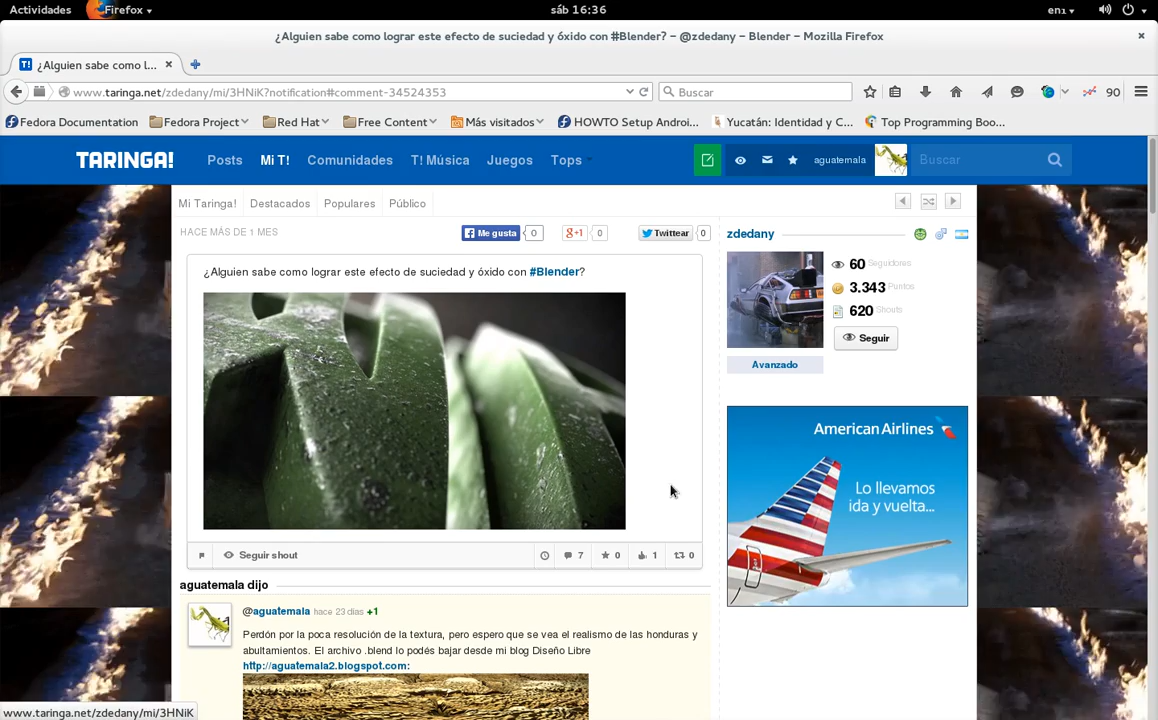 Actividades Firefox sáb 16:36 en1
¿Alguien sabe como lograr este efecto de suciedad y óxido con #Blender? – @zdedany – Blender – Mozilla Firefox
T! ¿Alguien sabe como l...
www.taringa.net/zdedany/mi/3HNiK?notification#comment-34524353 Buscar 90
Fedora Documentation Fedora Project Red Hat Free Content Más visitados HOWTO Setup Androi... Yucatán: Identidad y C... Top Programming Boo...
TARINGA! Posts Mi T! Comunidades T! Música Juegos Tops aguatemala Buscar
Mi Taringa! Destacados Populares Público
HACE MÁS DE 1 MES Me gusta 0 g+1 0 Twittear 0
¿Alguien sabe como lograr este efecto de suciedad y óxido con #Blender?
Seguir shout 7 0 1 0
aguatemala dijo
@aguatemala hace 23 días +1
Perdón por la poca resolución de la textura, pero espero que se vea el realismo de las honduras y
abultamientos. El archivo .blend lo podés bajar desde mi blog Diseño Libre
http://aguatemala2.blogspot.com:
zdedany
60 Seguidores
3.343 Puntos
620 Shouts
Seguir
Avanzado
American Airlines
Lo llevamos
ida y vuelta...
www.taringa.net/zdedany/mi/3HNiK